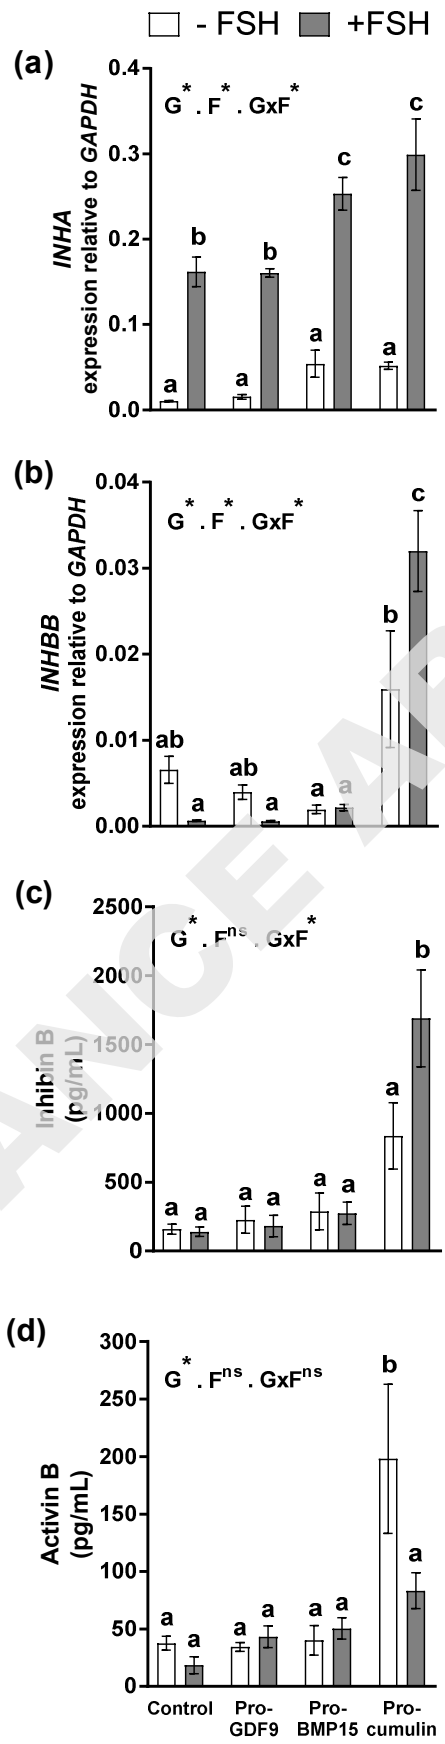 - FSH +FSH
(a)
INHA
expression relative to GAPDH
G* . F* . GxF*
0.4
0.3
0.2
0.1
0.0
a b a b a c a c
(b)
INHBB
expression relative to GAPDH
G* . F* . GxF*
0.04
0.03
0.02
0.01
0.00
ab a ab a a a b c
(c)
Inhibin B
(pg/mL)
G* . Fns . GxF*
2500
2000
1500
1000
500
0
a a a a a a a b
(d)
Activin B
(pg/mL)
G* . Fns . GxFns
300
200
150
100
50
0
a a a a a a b a
Control Pro- Pro- Pro-
GDF9 BMP15 cumulin
ANCE A